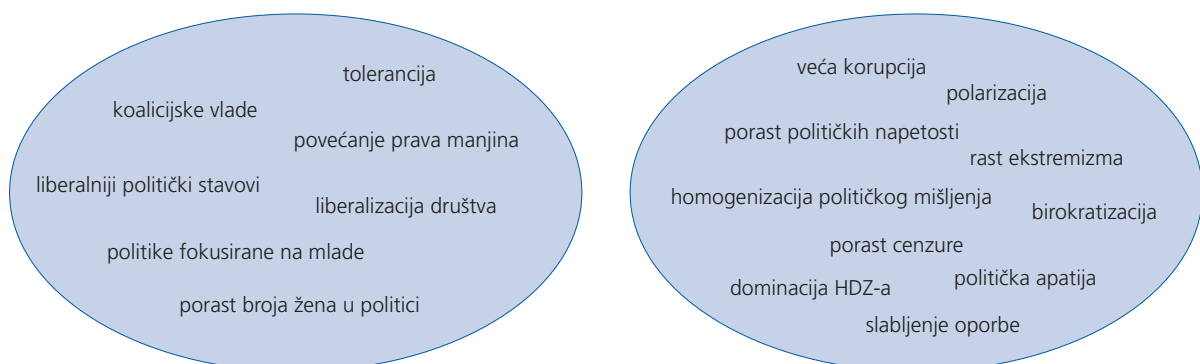 tolerancija
koalicijske vlade
povećanje prava manjina
liberalniji politički stavovi
liberalizacija društva
politike fokusirane na mlade
porast broja žena u politici
veća korupcija
polarizacija
porast političkih napetosti
rast ekstremizma
homogenizacija političkog mišljenja
birokratizacija
porast cenzure
politička apatija
dominacija HDZ-a
slabljenje oporbe